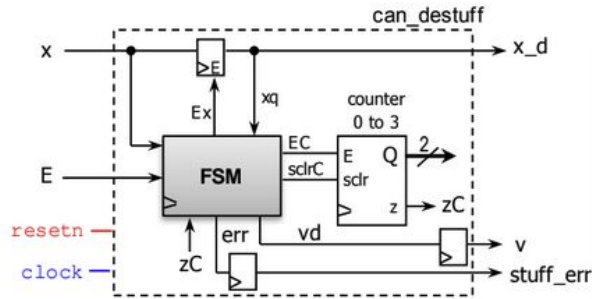 can_destuff
x
x_d
E
Ex
xq
counter
0 to 3
EC
E
Q
2
E
FSM
sclrC
sclr
z
zC
resetn
err
vd
v
clock
zC
stuff_err